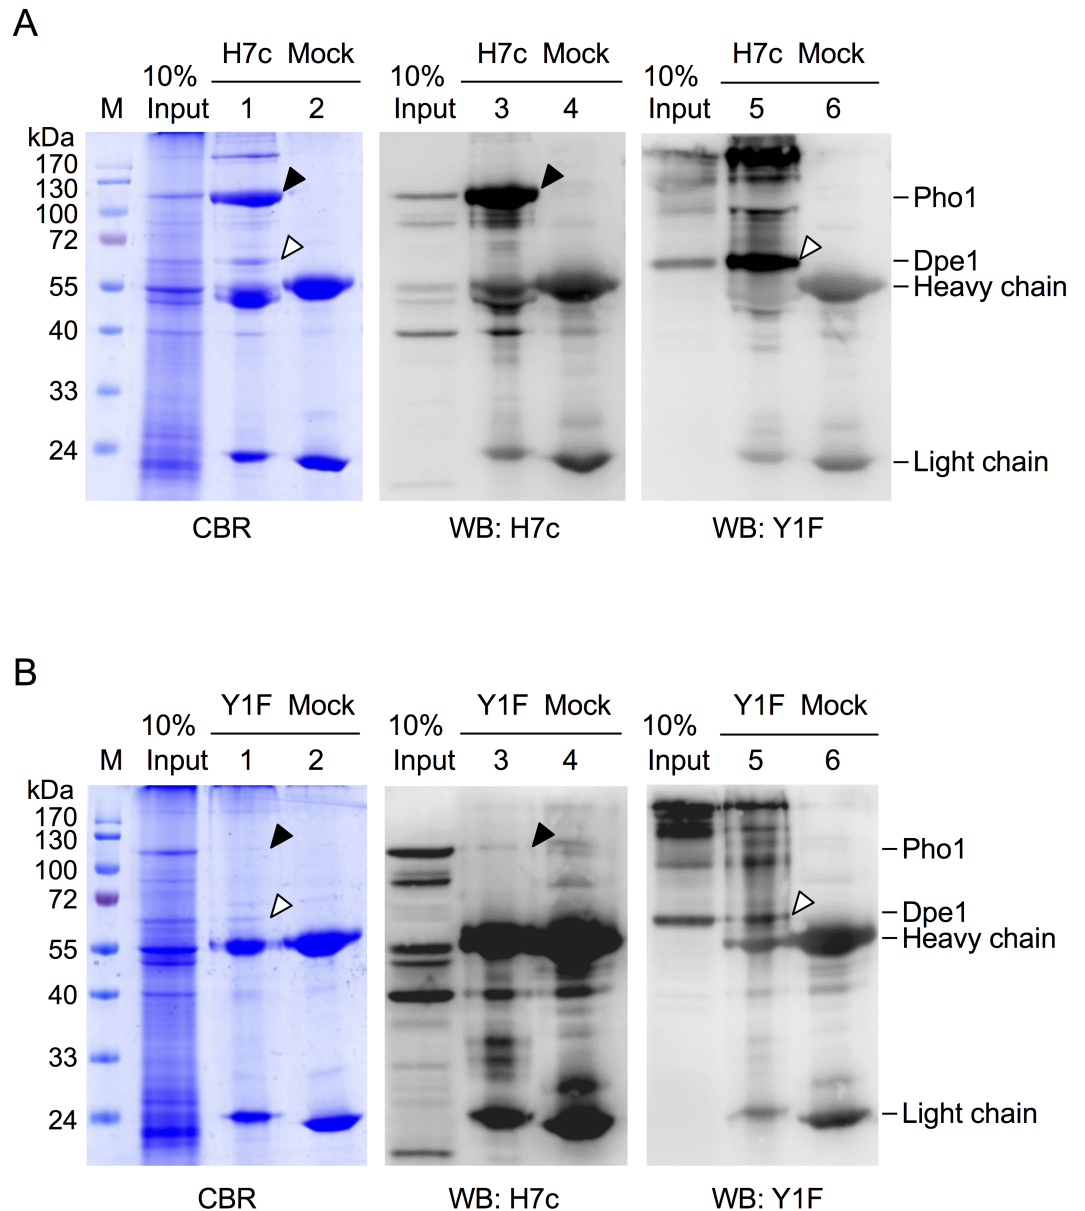 A
H7c Mock H7c Mock H7c Mock
10% 10% 10%
M Input 1 2 Input 3 4 Input 5 6
kDa
170
130
100
72
55
40
33
24
Pho1
Dpe1
Heavy chain
Light chain
CBR WB: H7c WB: Y1F
B
Y1F Mock Y1F Mock Y1F Mock
10% 10% 10%
M Input 1 2 Input 3 4 Input 5 6
kDa
170
130
100
72
55
40
33
24
Pho1
Dpe1
Heavy chain
Light chain
CBR WB: H7c WB: Y1F